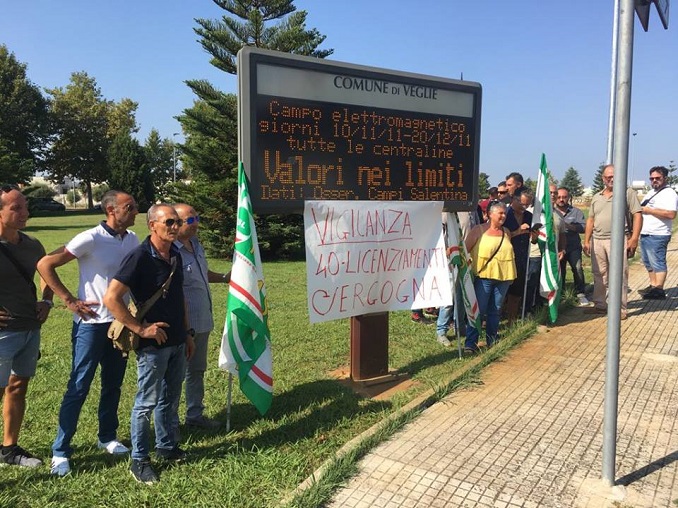 COMUNE DI VEGLIE
Campo elettromagnetico
giorni 10/11/11-20/12/11
tutte le centraline
Valori nei limiti
Dati: Osser. Campi Salentina
VIGILANZA
40-LICENZIAMENTI
VERGOGNA